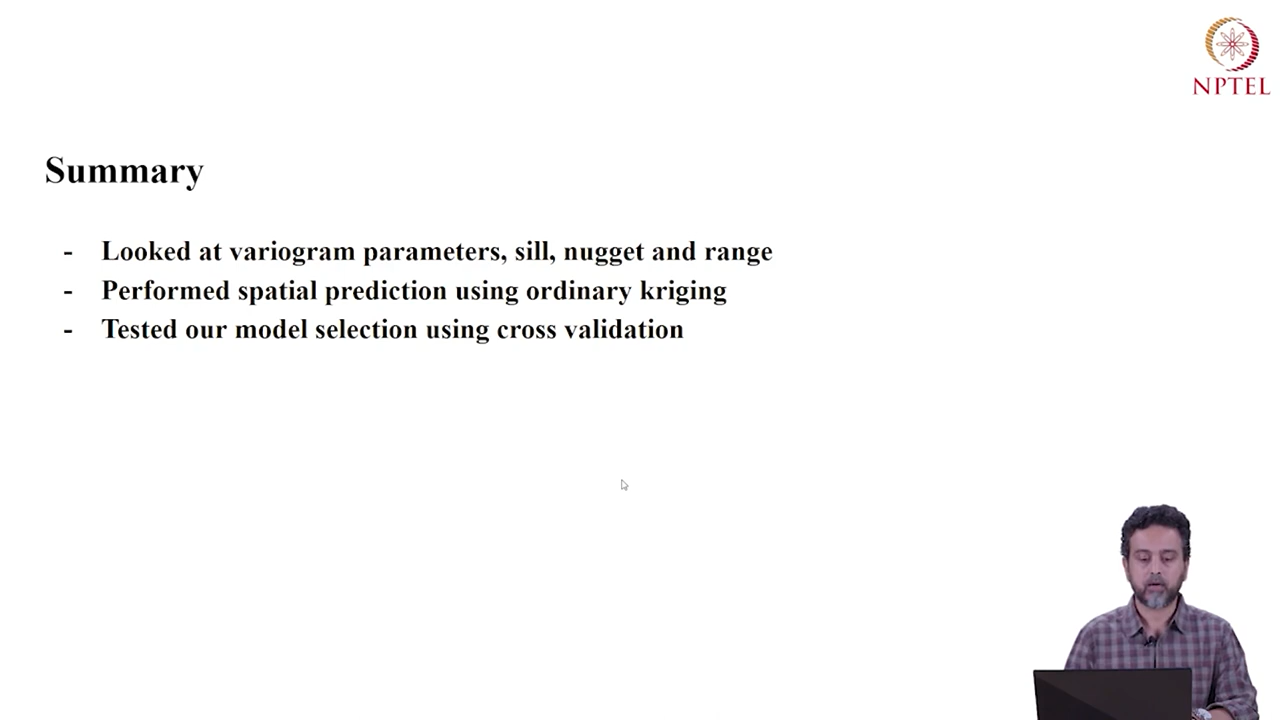 NPTEL
Summary
- Looked at variogram parameters, sill, nugget and range
- Performed spatial prediction using ordinary kriging
- Tested our model selection using cross validation